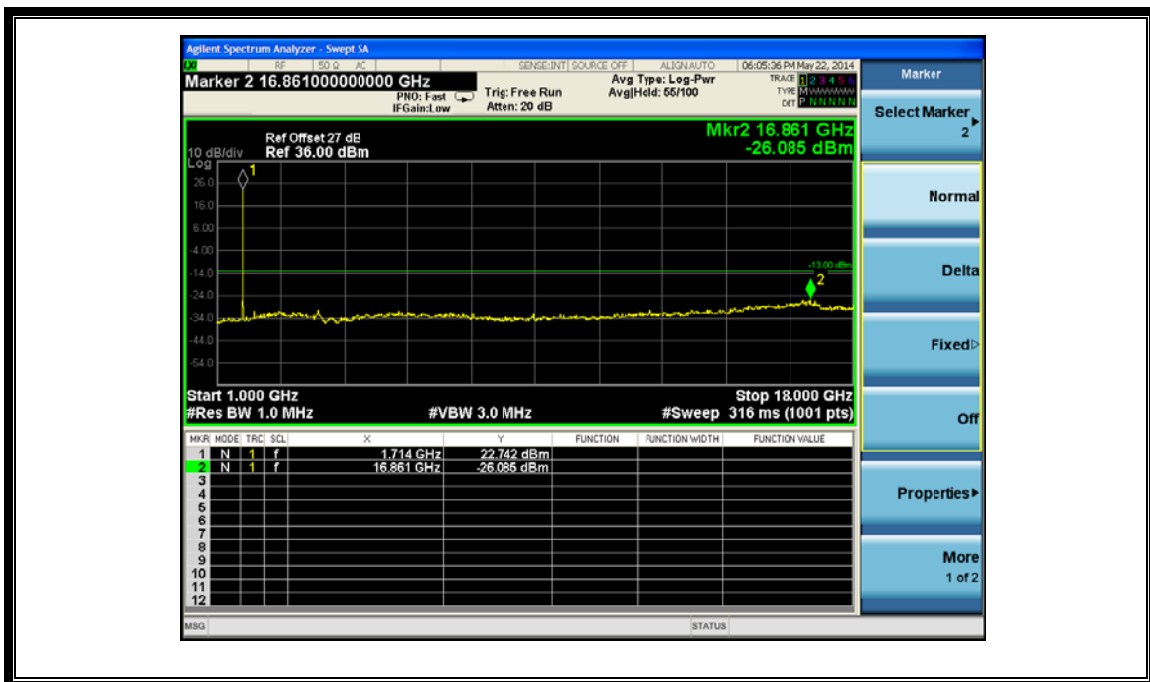 Agilent Spectrum Analyzer - Swept SA
LXI RF 50 Ω AC SENSE:INT SOURCE OFF ALIGN AUTO 06:05:36 PM May 22, 2014
Marker 2 16.861000000000 GHz
PNO: Fast
IFGain:Low
Trig: Free Run
Atten: 20 dB
Avg Type: Log-Pwr
Avg|Hold: 55/100
TRACE 1 2 3 4 5 6
TYPE M
DET P N N N N N
Ref Offset 27 dB
10 dB/div Ref 36.00 dBm
Log
Mkr2 16.861 GHz
-26.085 dBm
1
26.0
16.0
6.00
-4.00
-13.00 dBm
-14.0
2
-24.0
-34.0
-44.0
-54.0
Start 1.000 GHz Stop 18.000 GHz
#Res BW 1.0 MHz #VBW 3.0 MHz #Sweep 316 ms (1001 pts)
MKR MODE TRC SCL X Y FUNCTION FUNCTION WIDTH FUNCTION VALUE
1 N 1 f 1.714 GHz 22.742 dBm
2 N 1 f 16.861 GHz -26.085 dBm
3
4
5
6
7
8
9
10
11
12
MSG STATUS
Marker
Select Marker
2
Normal
Delta
Fixed
Off
Properties
More
1 of 2